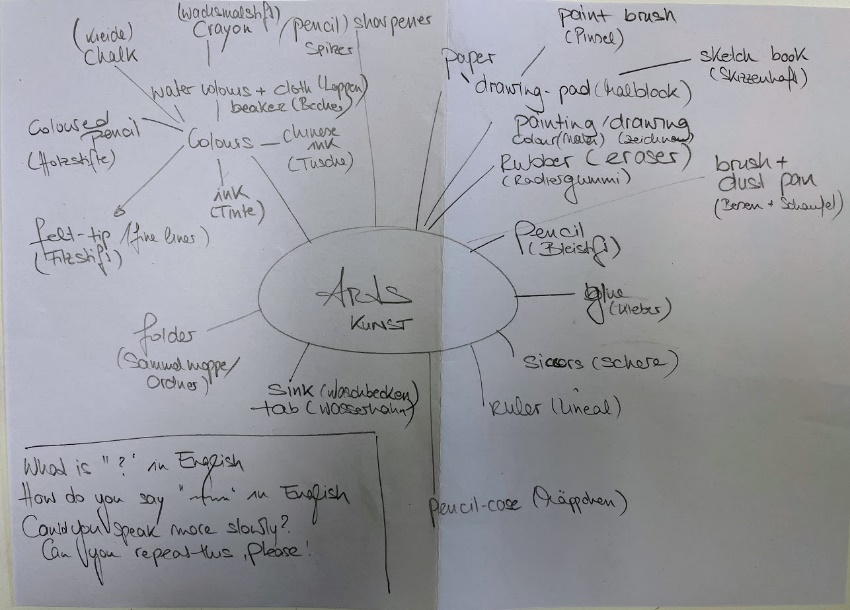 (Kreide)
Chalk
(Wachsmalstift)
Crayon
(pencil) sharpener
Spitzer
water colours + cloth (Lappen)
beaker (Becher)
Coloured
pencil
(Holzstifte)
Colours
chinese
ink
(Tusche)
ink
(Tinte)
felt-tip (fine liner)
(Filzstift)
paper
paint brush
(Pinsel)
drawing-pad (Malblock)
sketch book
(Skizzenheft)
painting/drawing
colour (malen) (zeichnen)
Rubber (eraser)
(Radiergummi)
brush +
dust pan
(Besen + Schaufel)
pencil
(Bleistift)
glue
(Kleber)
ARTS
KUNST
folder
(Sammelmappe/
Ordner)
sink (Waschbecken)
tab (Wasserhahn)
Sissors (Schere)
Ruler (Lineal)
pencil-case (Mäppchen)
What is "?" in English
How do you say "~" in English
Could you speak more slowly?
Can you repeat this, please!